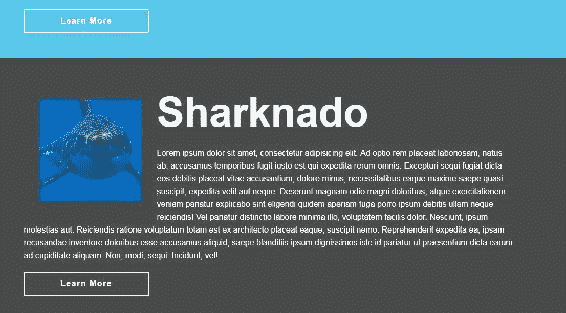 Learn More
Sharknado
Lorem ipsum dolor sit amet, consectetur adipisicing elit. Ad optio rem placeat laboriosam, natus
ab, accusamus temporibus fugit iusto est qui expedita rerum omnis. Excepturi sequi fugiat dicta
eos debitis placeat vitae accusantium, dolore minus, necessitatibus eaque maxime saepe quasi
suscipit, expedita velit aut neque. Deserunt magnam odio magni doloribus, atque exercitationem
veniam pariatur explicabo sint eligendi quidem aperiam fuga porro ipsum debitis ullam neque
reiciendis! Vel pariatur distinctio labore minima illo, voluptatem facilis dolor. Nesciunt, ipsum
molestias aut. Reiciendis ratione voluptatum totam est ex architecto placeat eaque, suscipit nemo. Reprehenderit expedita ea, ipsam
recusandae inventore doloribus esse accusamus aliquid, saepe blanditiis ipsum dignissimos iste id pariatur ut praesentium dicta earum
ad cupiditate aliquam. Non, modi, sequi. Incidunt, vel!
Learn More